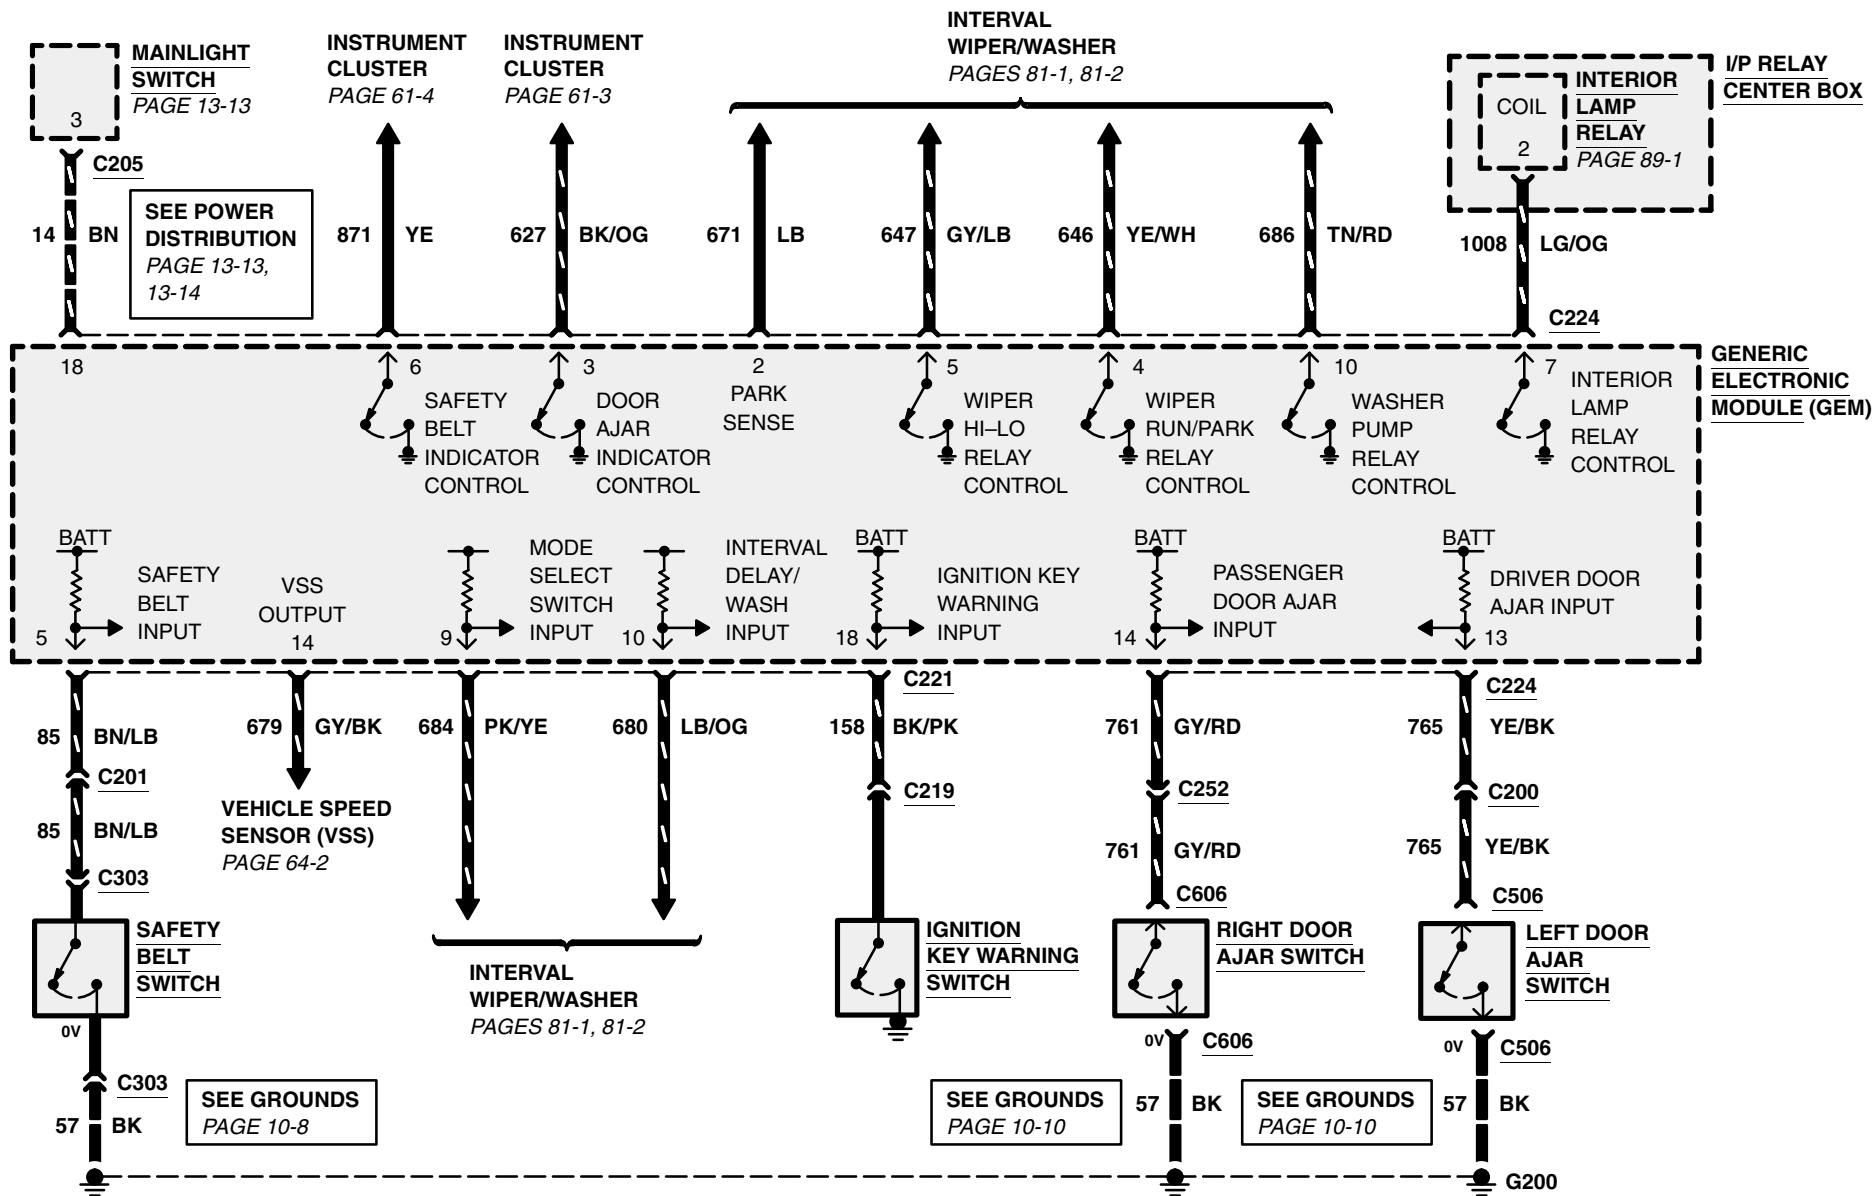 MAINLIGHT
SWITCH
PAGE 13-13
3
C205
14 BN
SEE POWER
DISTRIBUTION
PAGE 13-13,
13-14
INSTRUMENT
CLUSTER
PAGE 61-4
871 YE
INSTRUMENT
CLUSTER
PAGE 61-3
627 BK/OG
INTERVAL
WIPER/WASHER
PAGES 81-1, 81-2
671 LB
647 GY/LB
646 YE/WH
686 TN/RD
I/P RELAY
CENTER BOX
COIL
2
INTERIOR
LAMP
RELAY
PAGE 89-1
1008 LG/OG
C224
GENERIC
ELECTRONIC
MODULE (GEM)
18
6
SAFETY
BELT
INDICATOR
CONTROL
3
DOOR
AJAR
INDICATOR
CONTROL
2
PARK
SENSE
5
WIPER
HI–LO
RELAY
CONTROL
4
WIPER
RUN/PARK
RELAY
CONTROL
10
WASHER
PUMP
RELAY
CONTROL
7
INTERIOR
LAMP
RELAY
CONTROL
BATT
SAFETY
BELT
INPUT
5
VSS
OUTPUT
14
MODE
SELECT
SWITCH
INPUT
9
INTERVAL
DELAY/
WASH
INPUT
10
BATT
IGNITION KEY
WARNING
INPUT
18
BATT
PASSENGER
DOOR AJAR
INPUT
14
BATT
DRIVER DOOR
AJAR INPUT
13
C221
C224
85 BN/LB
C201
85 BN/LB
C303
SAFETY
BELT
SWITCH
0V
C303
57 BK
SEE GROUNDS
PAGE 10-8
679 GY/BK
VEHICLE SPEED
SENSOR (VSS)
PAGE 64-2
684 PK/YE
680 LB/OG
INTERVAL
WIPER/WASHER
PAGES 81-1, 81-2
158 BK/PK
C219
IGNITION
KEY WARNING
SWITCH
761 GY/RD
C252
761 GY/RD
C606
RIGHT DOOR
AJAR SWITCH
0V
C606
SEE GROUNDS
PAGE 10-10
57 BK
765 YE/BK
C200
765 YE/BK
C506
LEFT DOOR
AJAR
SWITCH
0V
C506
SEE GROUNDS
PAGE 10-10
57 BK
G200